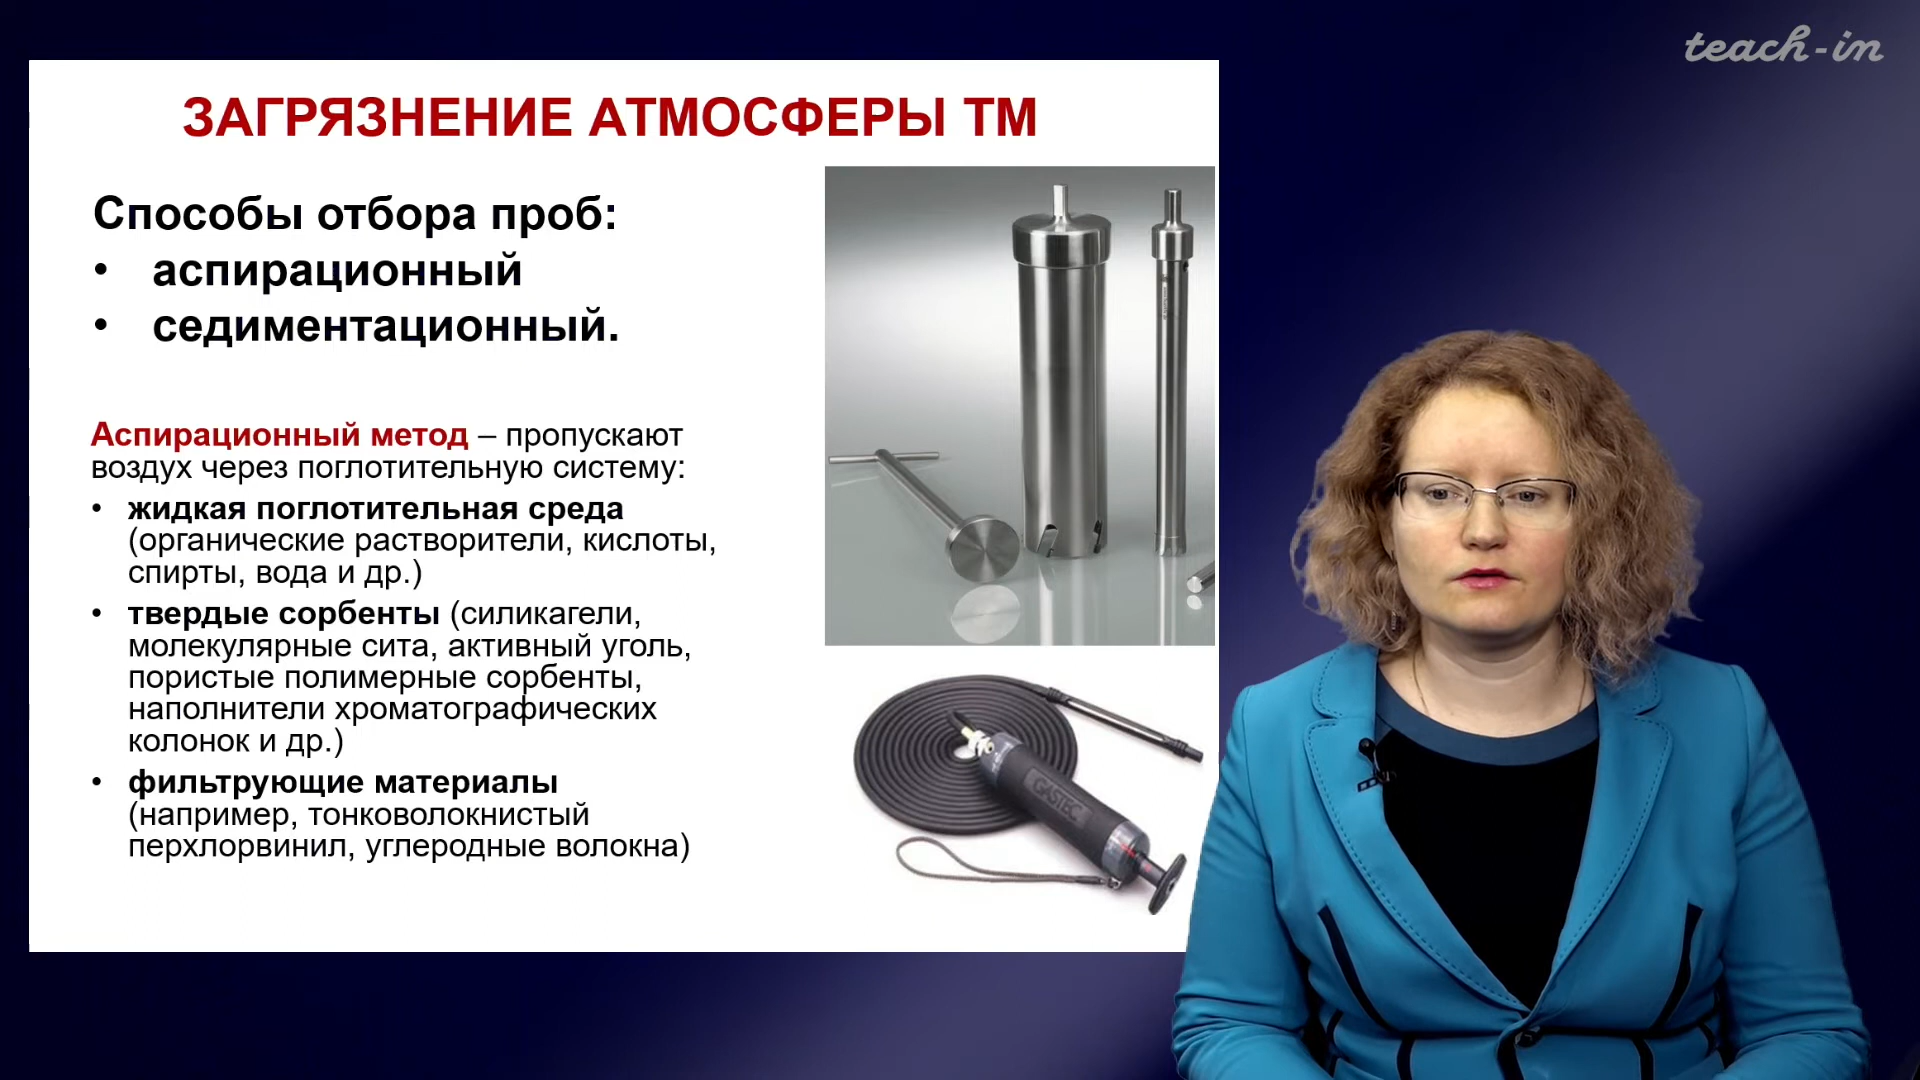 teach-in
ЗАГРЯЗНЕНИЕ АТМОСФЕРЫ ТМ
Способы отбора проб:
• аспирационный
• седиментационный.
Аспирационный метод – пропускают
воздух через поглотительную систему:
• жидкая поглотительная среда
(органические растворители, кислоты,
спирты, вода и др.)
• твердые сорбенты (силикагели,
молекулярные сита, активный уголь,
пористые полимерные сорбенты,
наполнители хроматографических
колонок и др.)
• фильтрующие материалы
(например, тонковолокнистый
перхлорвинил, углеродные волокна)
GASTEC